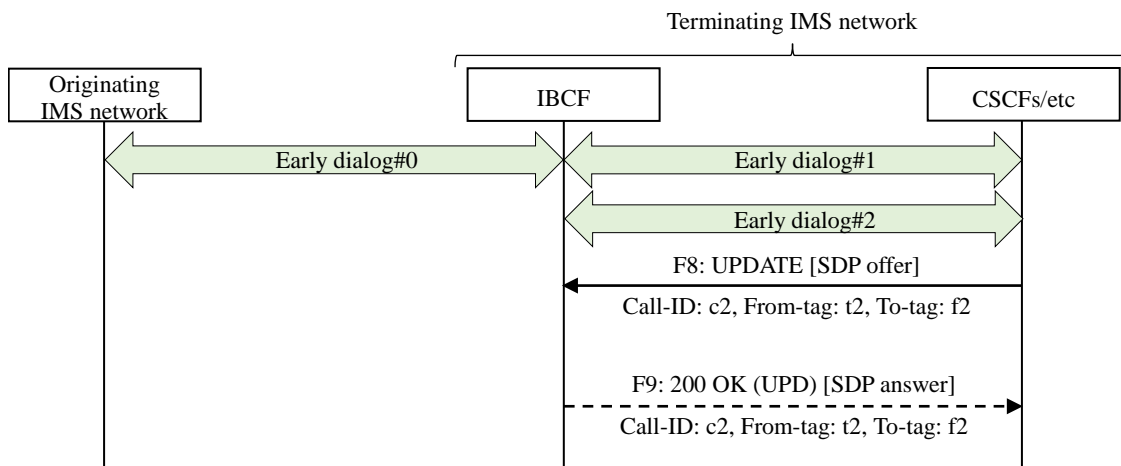 Terminating IMS network
Originating
IMS network
IBCF
CSCFs/etc
Early dialog#0
Early dialog#1
Early dialog#2
F8: UPDATE [SDP offer]
Call-ID: c2, From-tag: t2, To-tag: f2
F9: 200 OK (UPD) [SDP answer]
Call-ID: c2, From-tag: t2, To-tag: f2